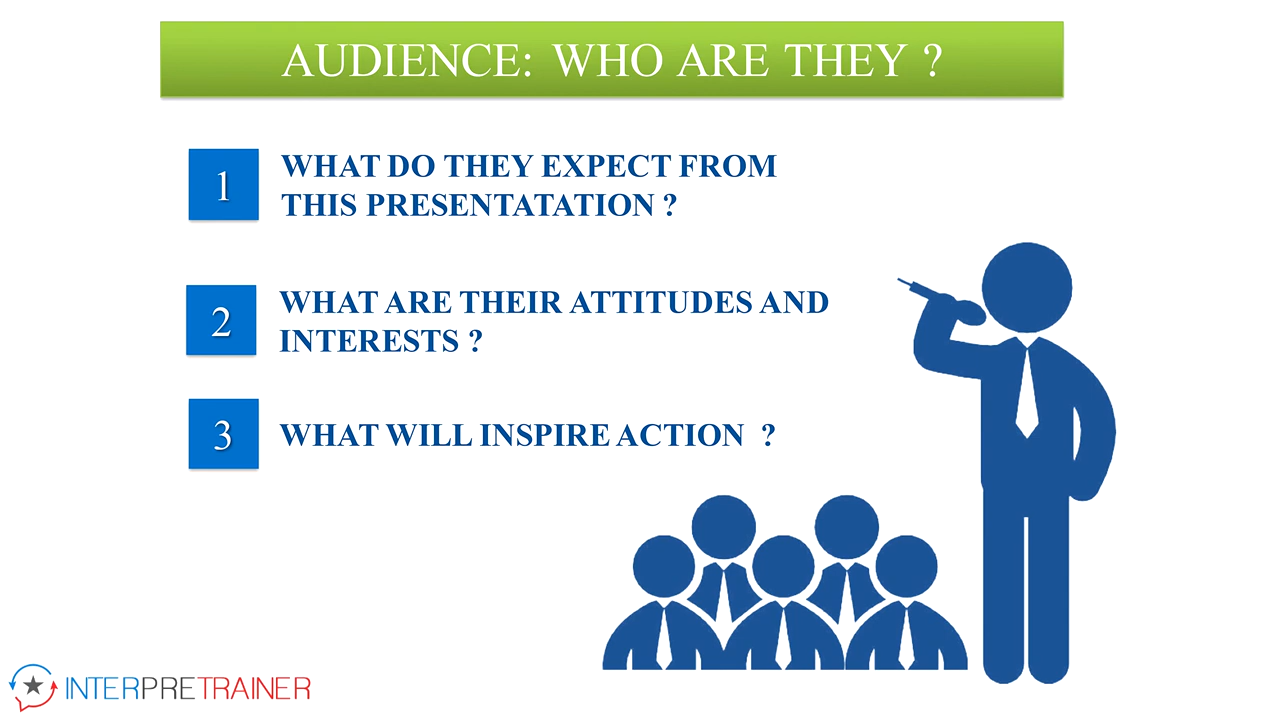 AUDIENCE: WHO ARE THEY ?
1
WHAT DO THEY EXPECT FROM
THIS PRESENTATATION ?
2
WHAT ARE THEIR ATTITUDES AND
INTERESTS ?
3
WHAT WILL INSPIRE ACTION ?
INTERPRETRAINER